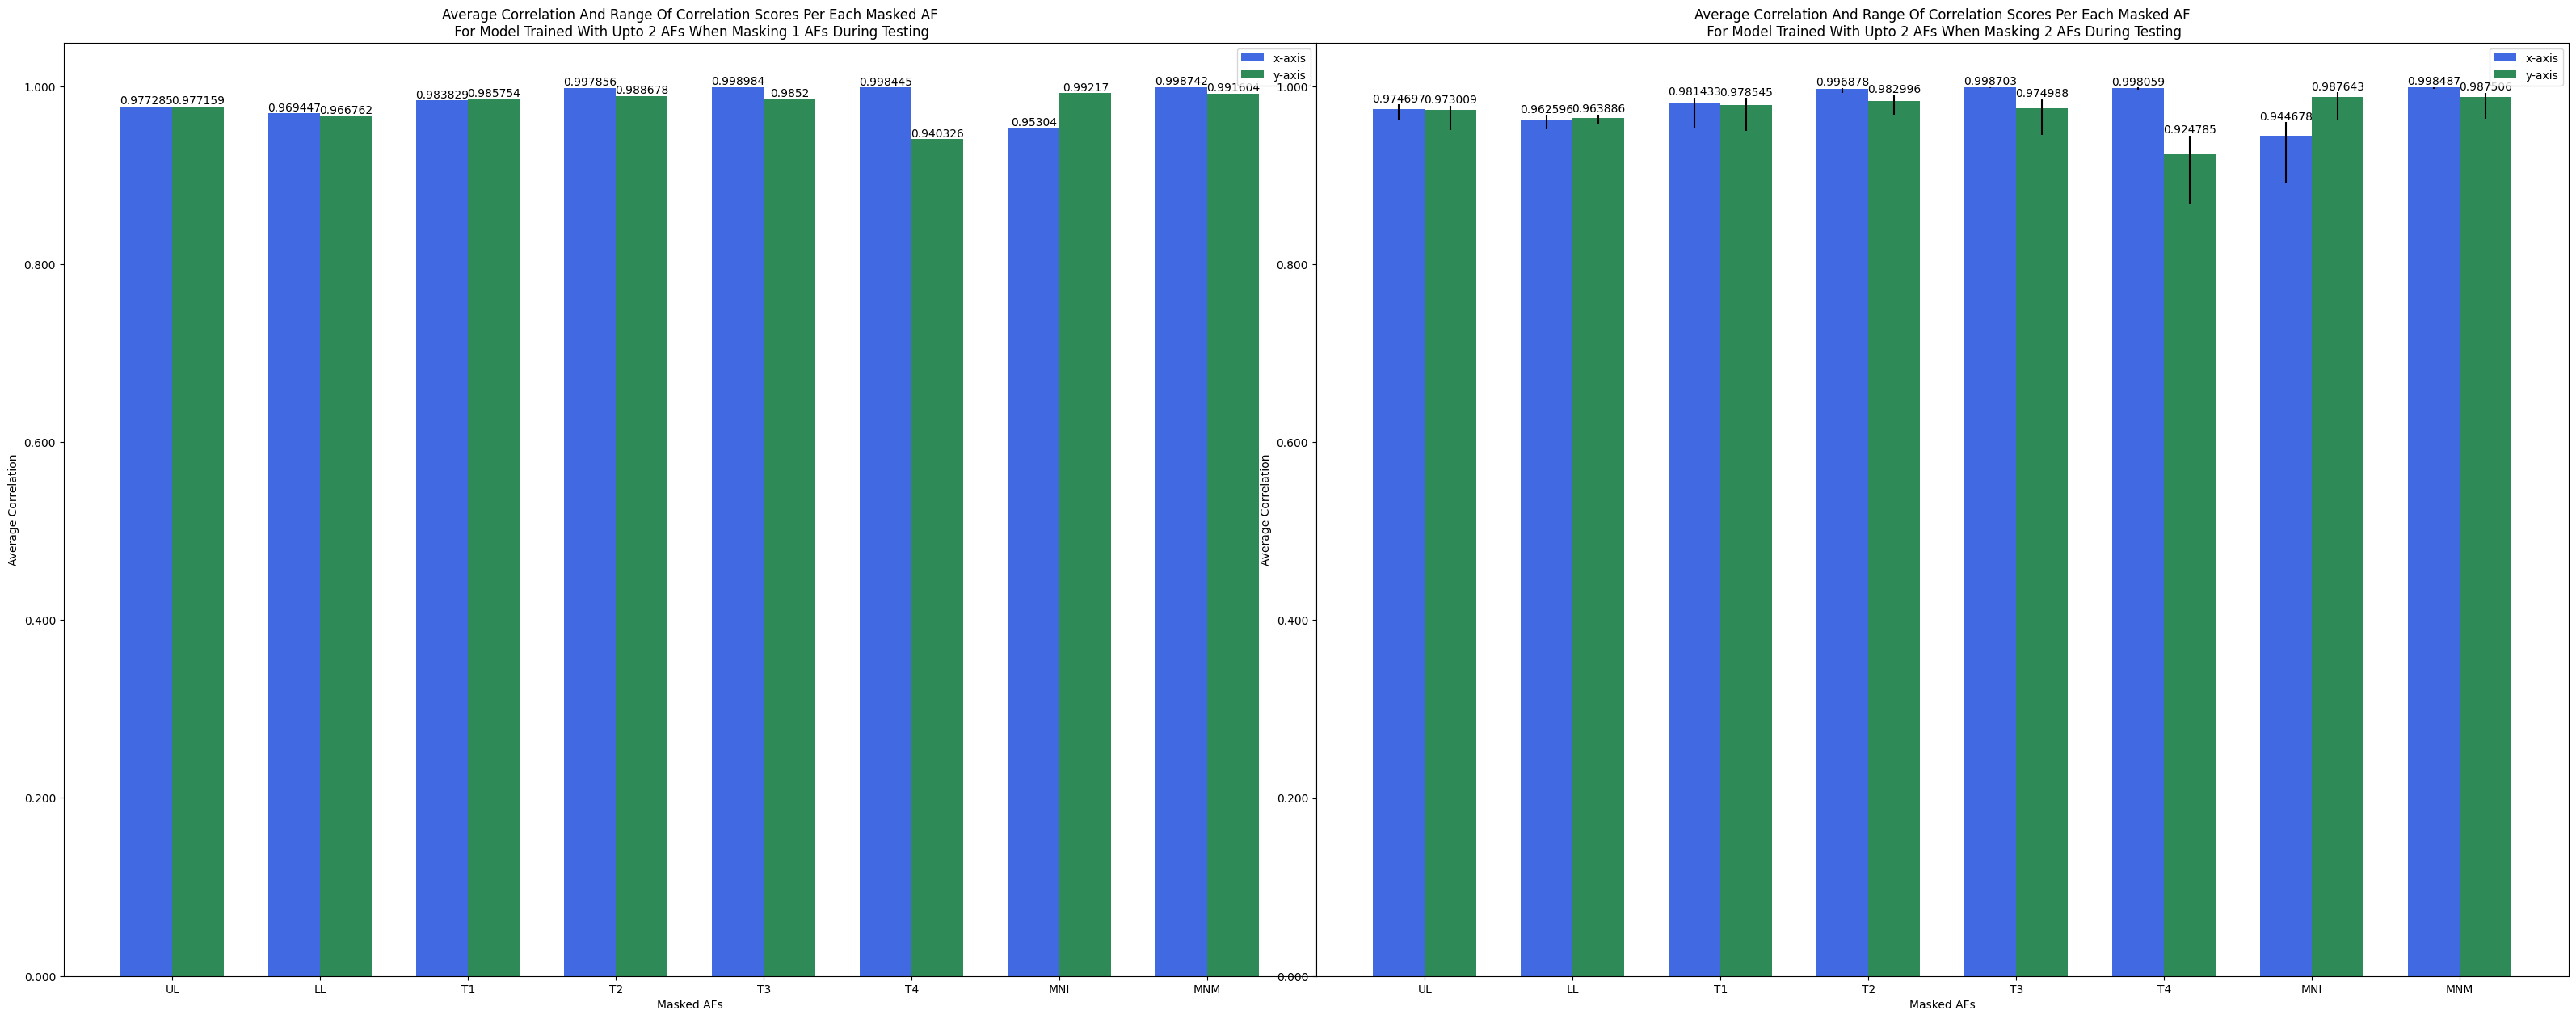 Average Correlation And Range Of Correlation Scores Per Each Masked AF
For Model Trained With Upto 2 AFs When Masking 1 AFs During Testing
x-axis
y-axis
0.977285 0.977159 0.969447 0.966762 0.983829 0.985754 0.997856 0.988678 0.998984 0.9852 0.998445 0.940326 0.95304 0.99217 0.998742 0.991604
1.000
0.800
0.600
0.400
0.200
0.000
Average Correlation
UL LL T1 T2 T3 T4 MNI MNM
Masked AFs
Average Correlation And Range Of Correlation Scores Per Each Masked AF
For Model Trained With Upto 2 AFs When Masking 2 AFs During Testing
x-axis
y-axis
0.974697 0.973009 0.962596 0.963886 0.981433 0.978545 0.996878 0.982996 0.998703 0.974988 0.998059 0.924785 0.944678 0.987643 0.998487
1.000
0.800
0.600
0.400
0.200
0.000
Average Correlation
UL LL T1 T2 T3 T4 MNI MNM
Masked AFs